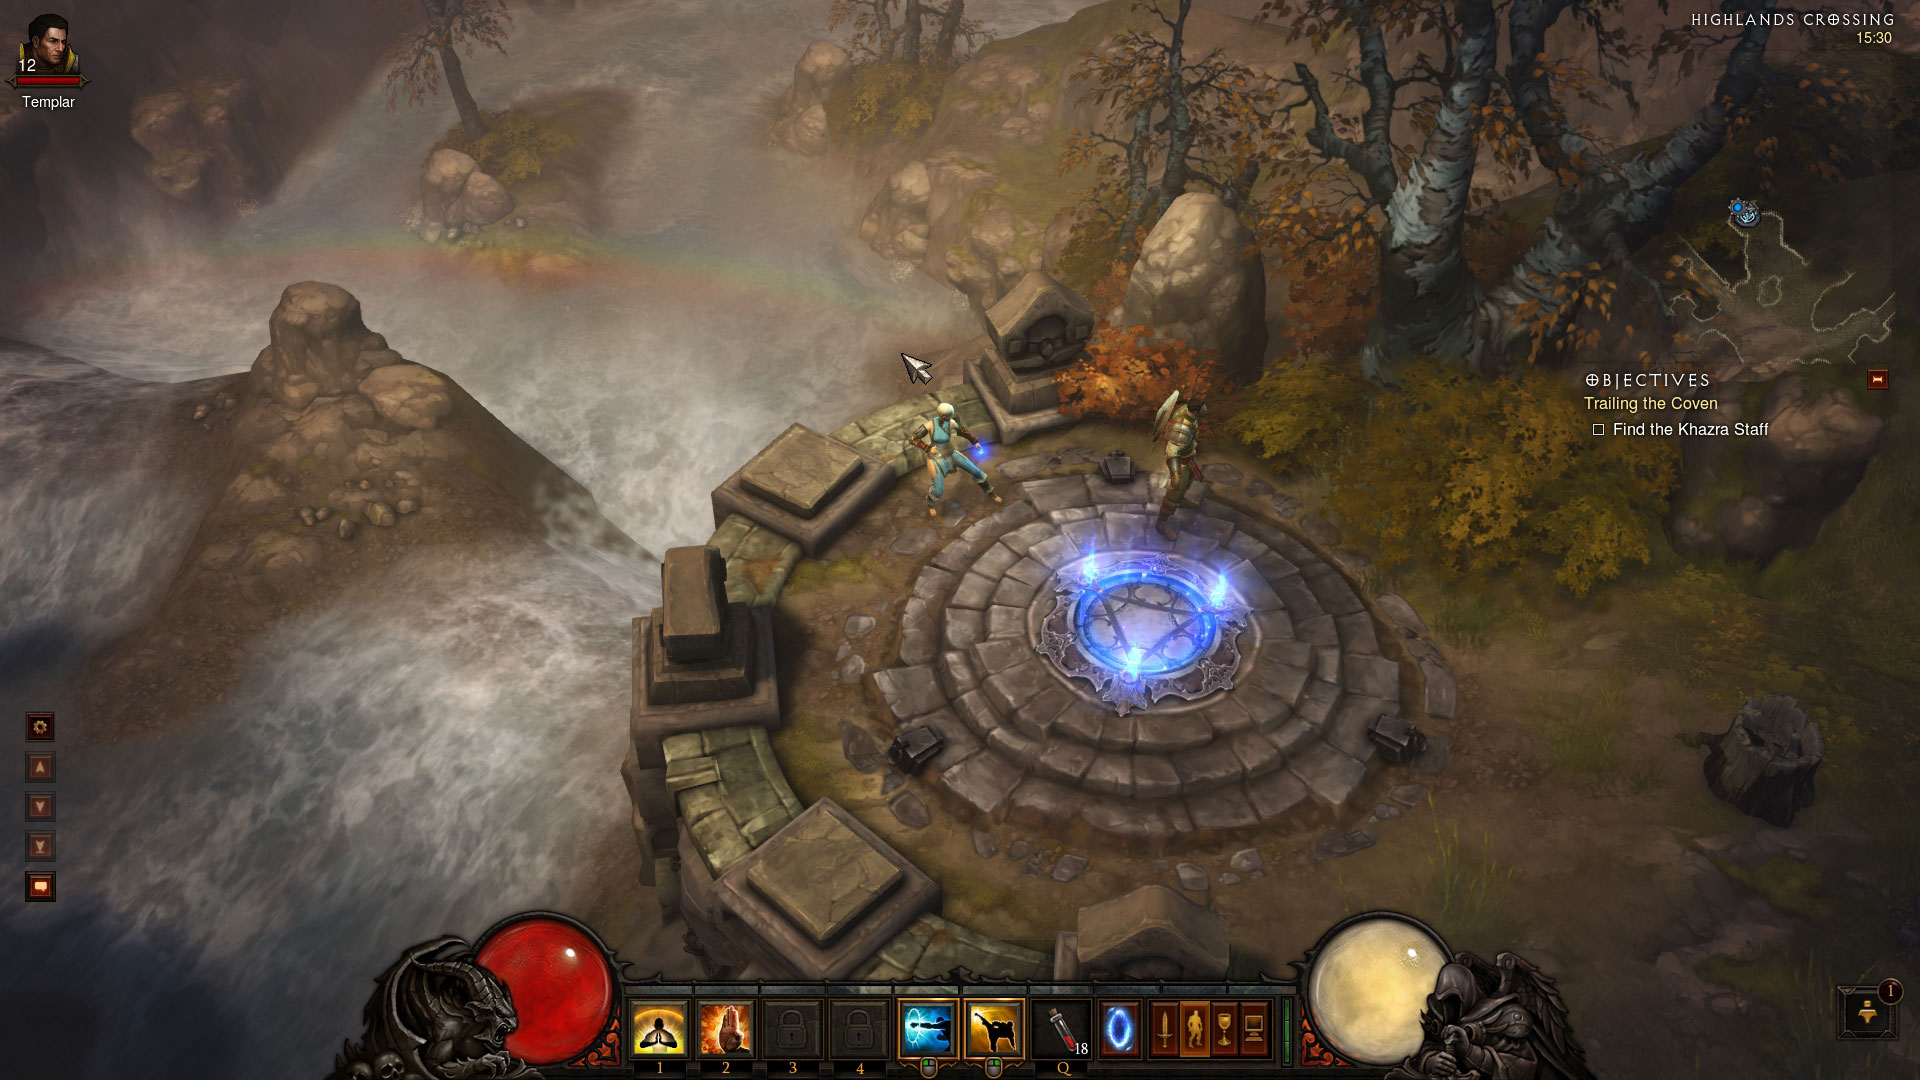 HIGHLANDS CROSSING
15:30
12
Templar
OBJECTIVES
Trailing the Coven
Find the Khazra Staff
1
18
1
2
3
4
Q